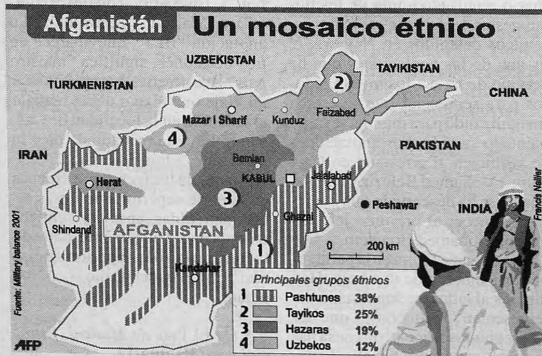 Afganistán Un mosaico étnico
UZBEKISTAN
TAYIKISTAN
TURKMENISTAN
CHINA
2
Mazar i Sharif
Kunduz
Faizabad
4
IRAN
PAKISTAN
Bamian
Herat
KABUL
Jalalabad
3
Peshawar
INDIA
Ghazni
Shindand
AFGANISTAN
1
0 200 km
Kandahar
Principales grupos étnicos
1 Pashtunes 38%
2 Tayikos 25%
3 Hazaras 19%
4 Uzbekos 12%
Fuente: Military balance 2001
AFP